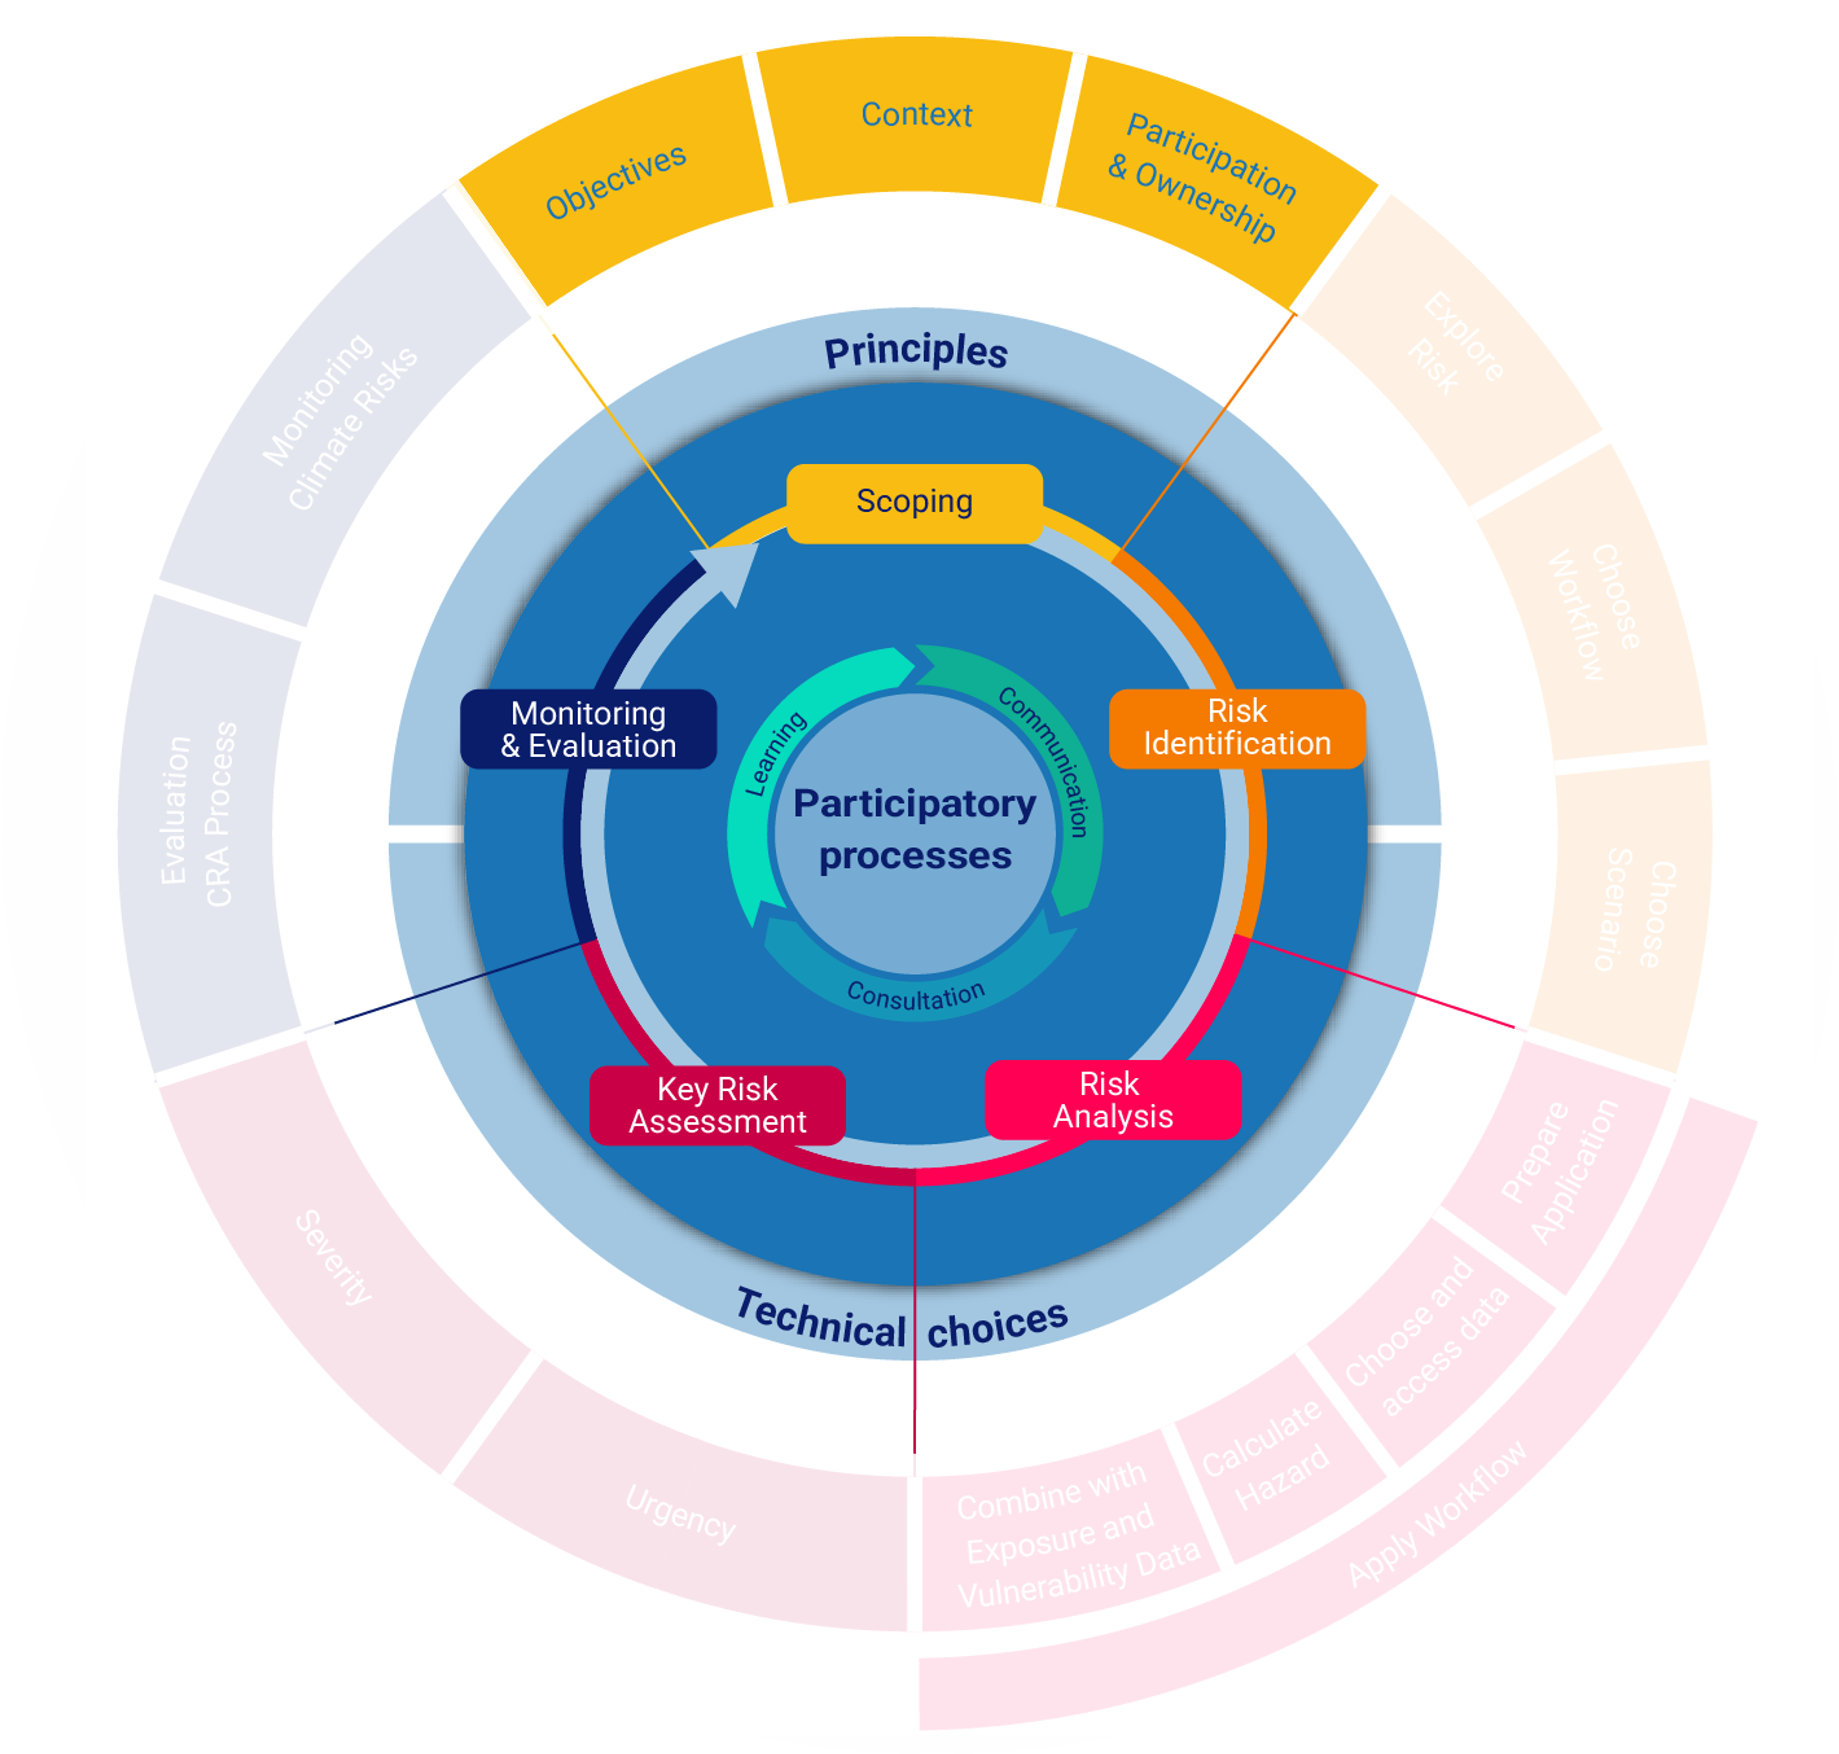 Objectives
Context
Participation
& Ownership
Explore
Risk
Choose
Workflow
Choose
Scenario
Prepare
Application
Choose and
access data
Calculate
Hazard
Combine with
Exposure and
Vulnerability Data
Apply Workflow
Urgency
Severity
Evaluation
CRA Process
Monitoring
Climate Risks
Principles
Technical choices
Scoping
Risk
Identification
Risk
Analysis
Key Risk
Assessment
Monitoring
& Evaluation
Communication
Consultation
Learning
Participatory
processes